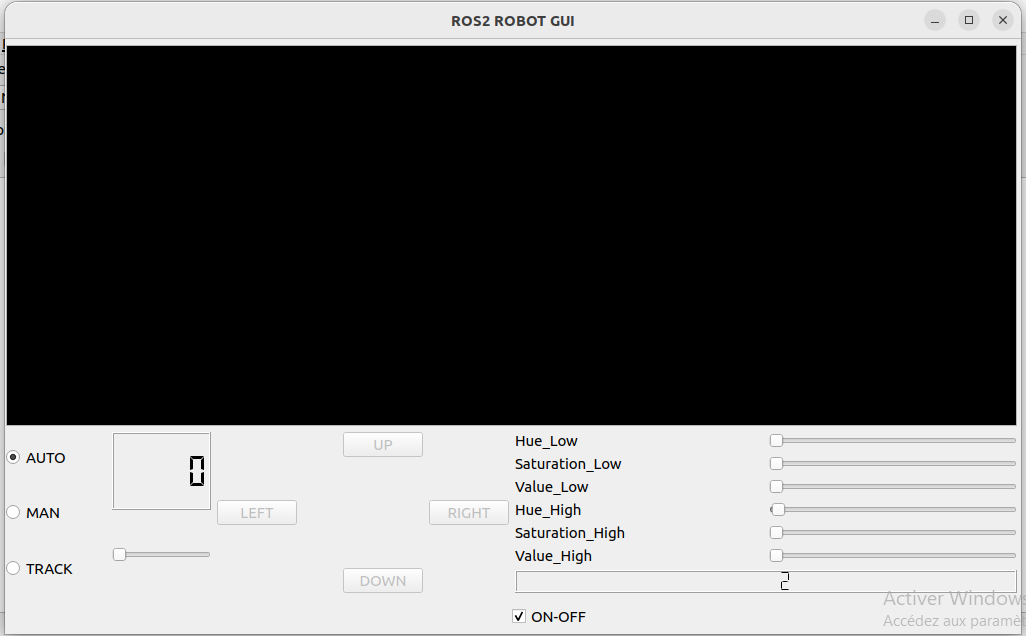 ROS2 ROBOT GUI
AUTO
MAN
TRACK
0
UP
LEFT
RIGHT
DOWN
Hue_Low
Saturation_Low
Value_Low
Hue_High
Saturation_High
Value_High
2
ON-OFF
Activer Windows
Accédez aux